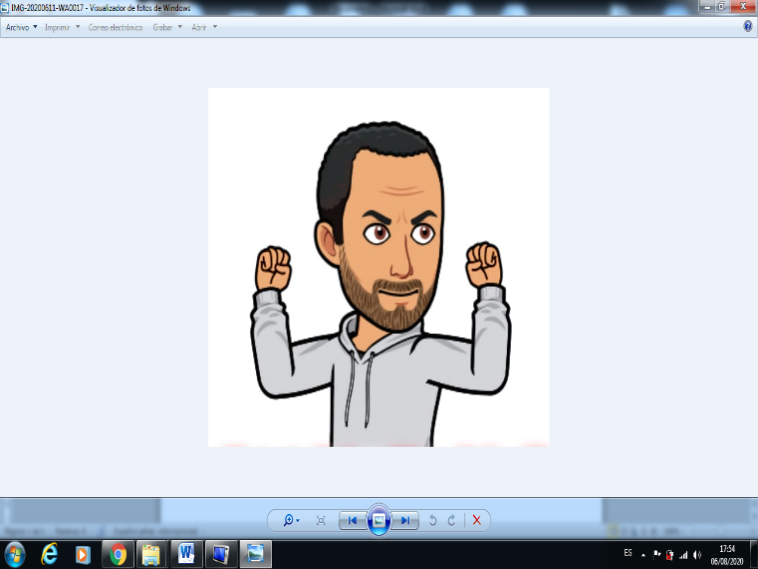 IMG-20200611-WA0017 - Visualizador de fotos de Windows
Archivo Imprimir Correo electrónico Grabar Abrir
ES
17:54
06/08/2020